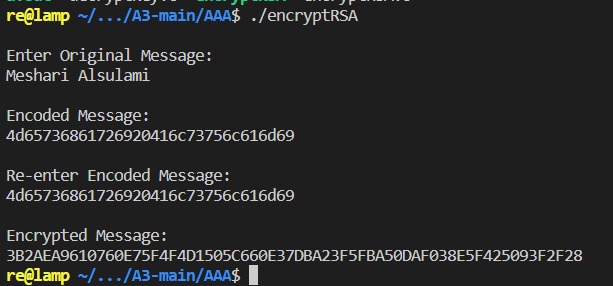 re@lamp ~/.../A3-main/AAA$ ./encryptRSA
Enter Original Message:
Meshari Alsulami
Encoded Message:
4d65736861726920416c73756c616d69
Re-enter Encoded Message:
4d65736861726920416c73756c616d69
Encrypted Message:
3B2AEA9610760E75F4F4D1505C660E37DBA23F5FBA50DAF038E5F425093F2F28
re@lamp ~/.../A3-main/AAA$